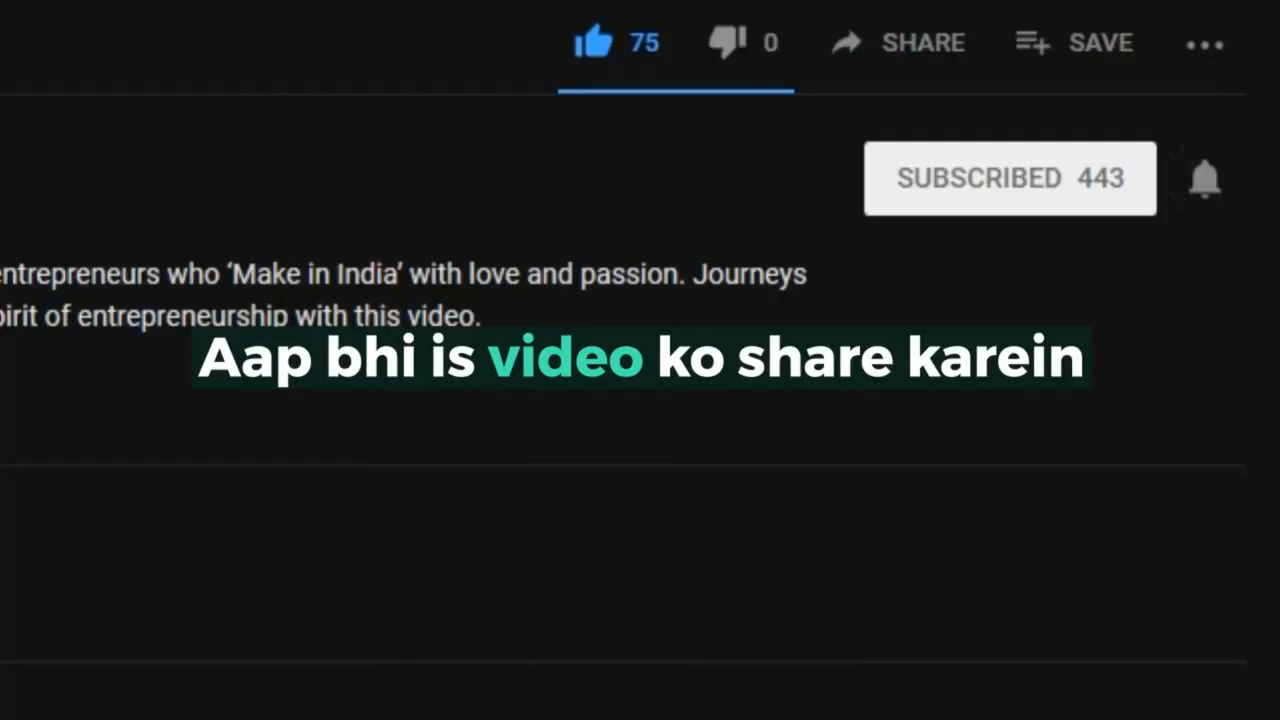 75 0 SHARE SAVE
SUBSCRIBED 443
entrepreneurs who ‘Make in India’ with love and passion. Journeys
of entrepreneurship with this video.
Aap bhi is video ko share karein